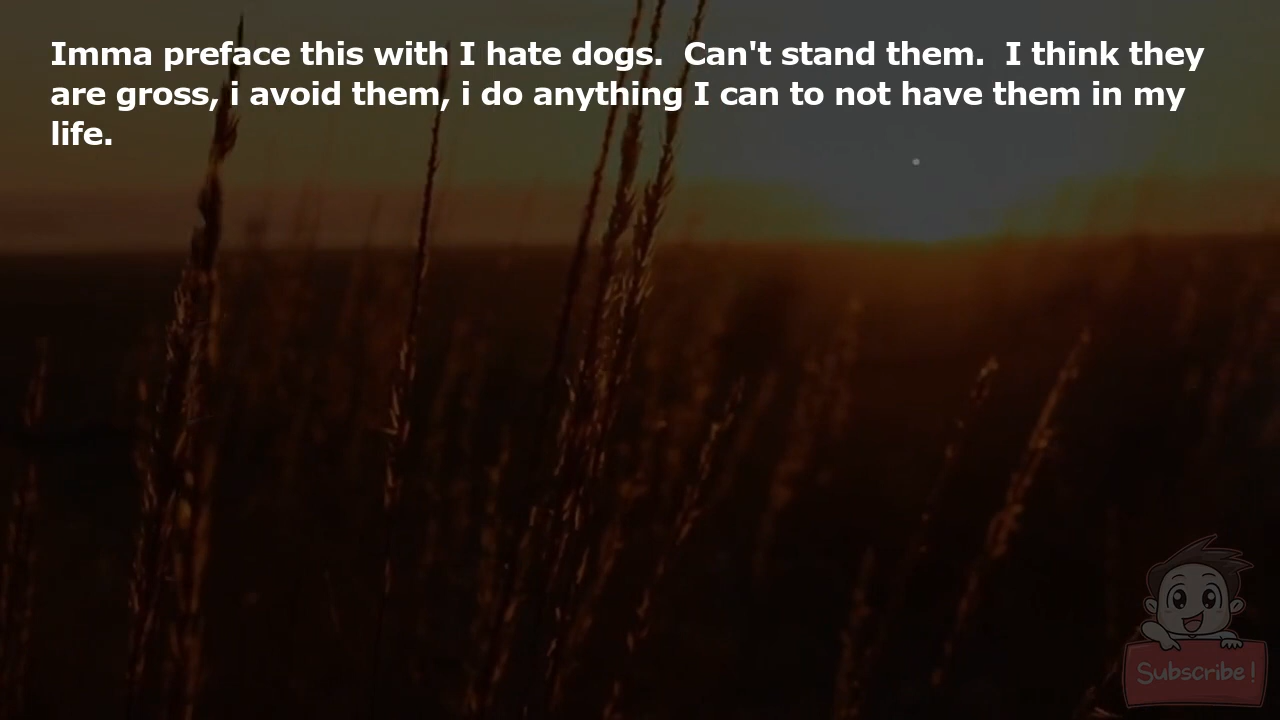 Imma preface this with I hate dogs.  Can't stand them.  I think they
are gross, i avoid them, i do anything I can to not have them in my
life.
Subscribe!